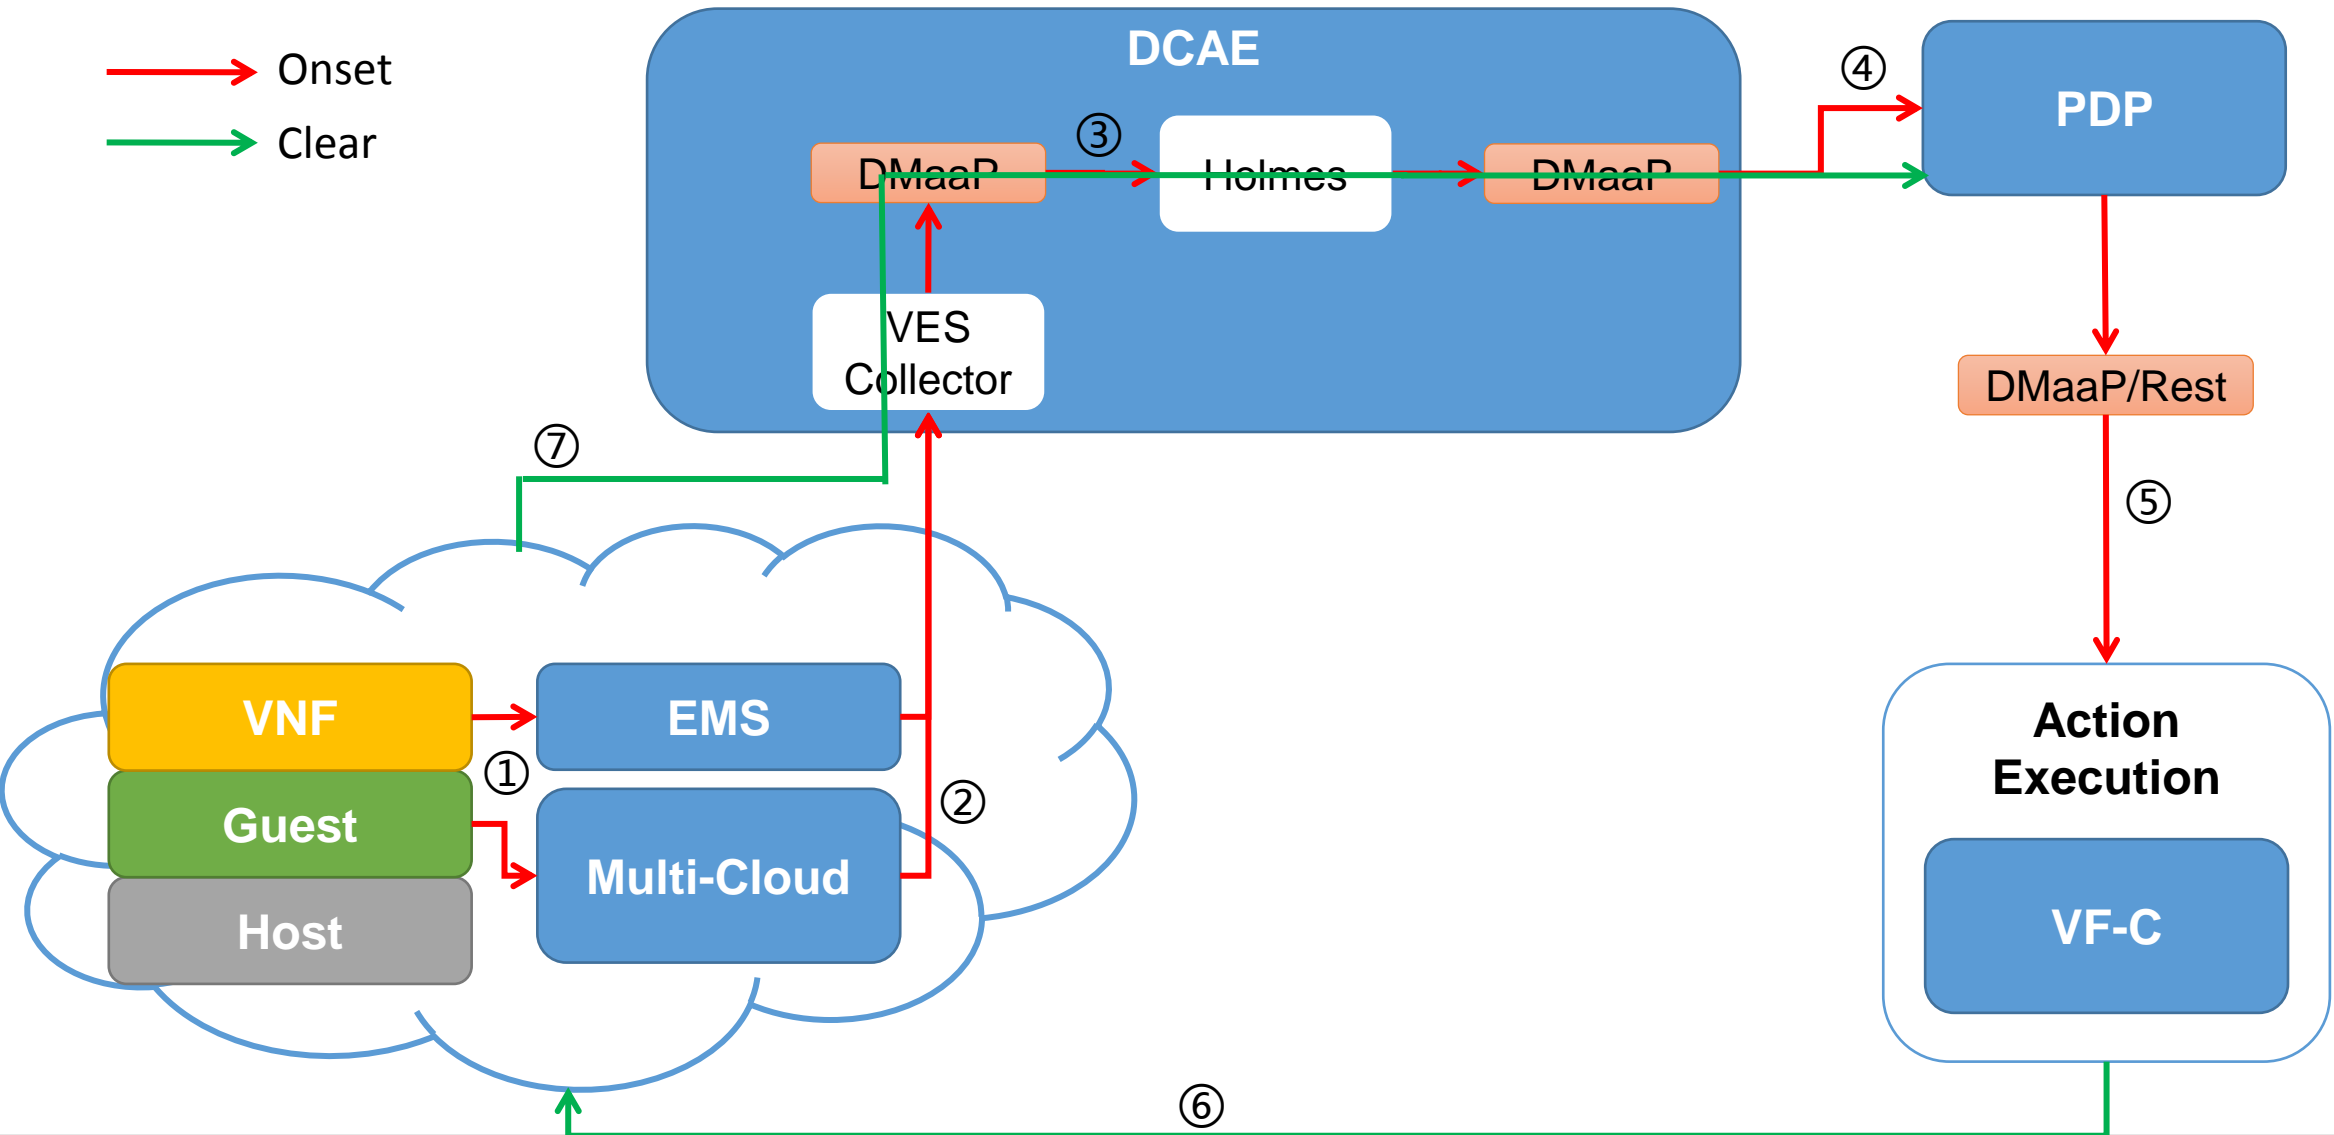 Onset
Clear
DCAE
④
PDP
③
DMaaP
Holmes
DMaaP
VES
Collector
DMaaP/Rest
⑦
⑤
VNF
EMS
①
②
Guest
Multi-Cloud
Host
Action
Execution
VF-C
⑥